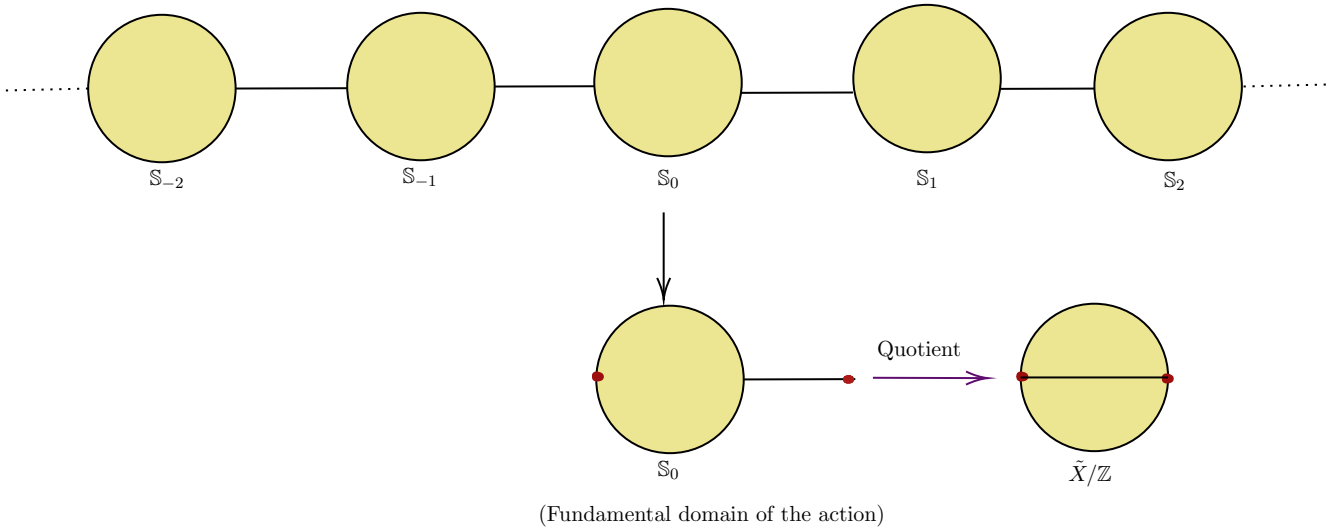 𝕊₋₂ 𝕊₋₁ 𝕊₀ 𝕊₁ 𝕊₂
Quotient
𝕊₀ X̃/ℤ
(Fundamental domain of the action)